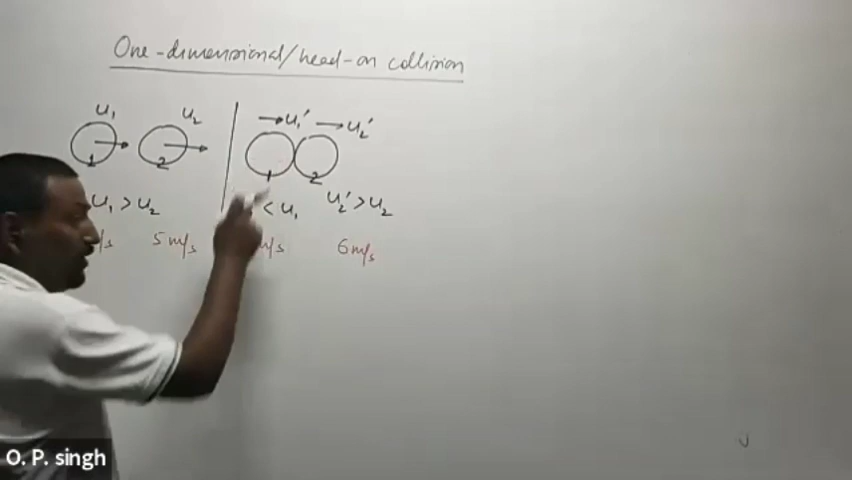 One-dimensional/head-on collision
u₁ u₂ → u₁′ → u₂′
1 2 1 2
u₁ > u₂ < u₁ u₂′ > u₂
/s 5 m/s m/s 6 m/s
O. P. singh